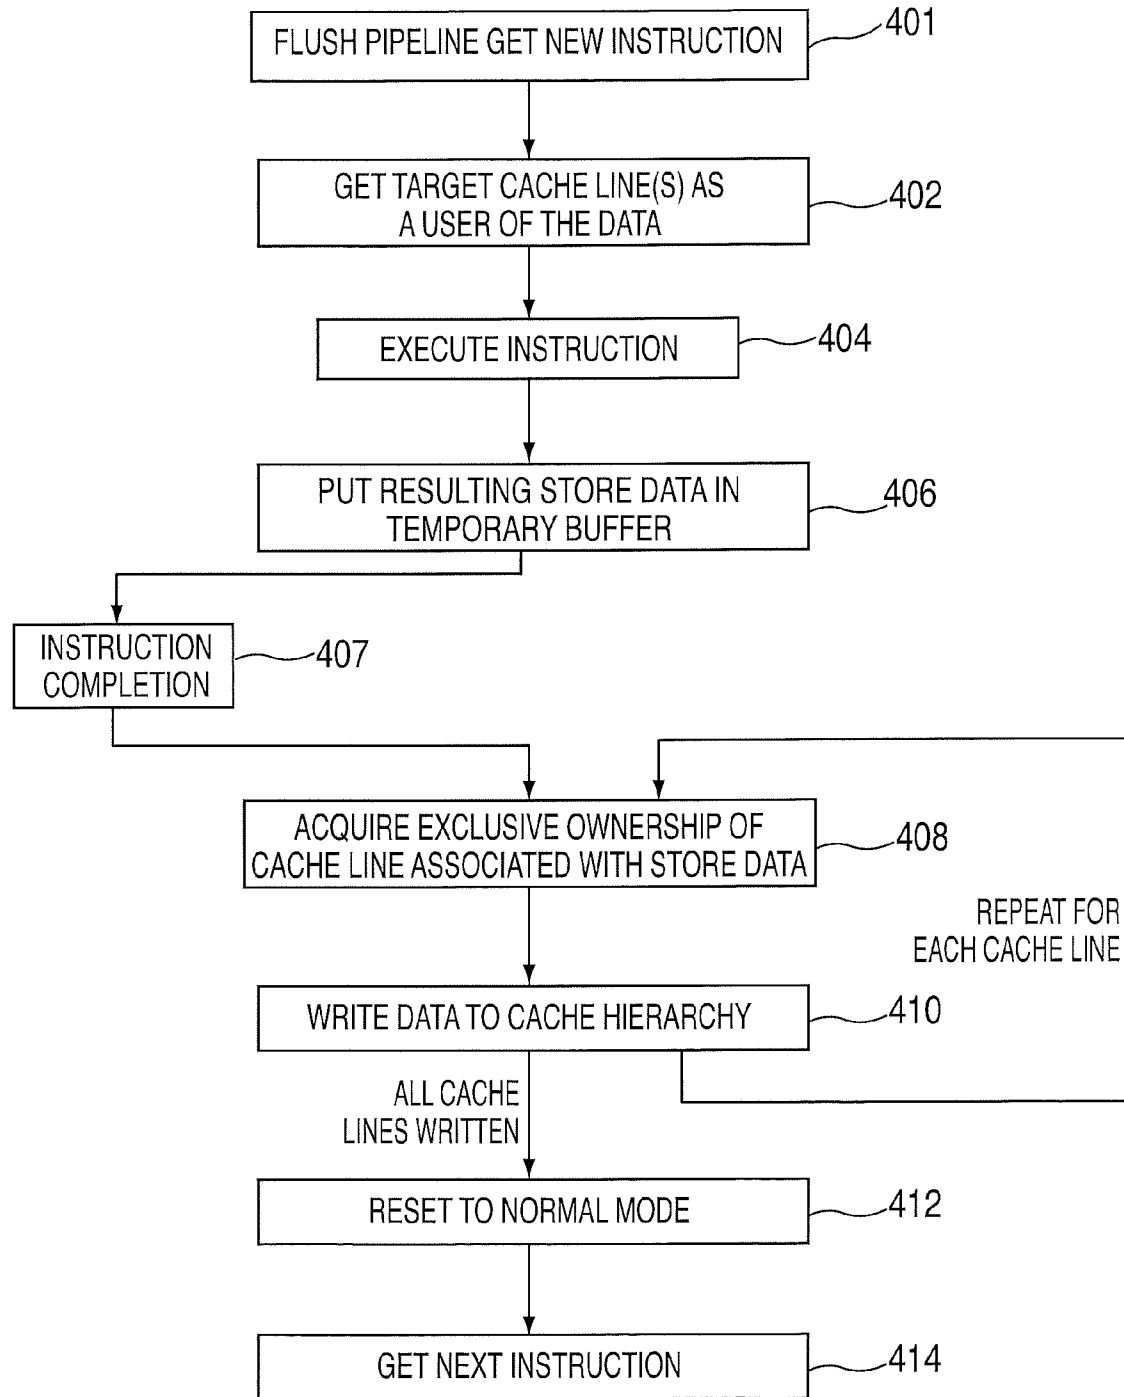 FLUSH PIPELINE GET NEW INSTRUCTION
401
GET TARGET CACHE LINE(S) AS
A USER OF THE DATA
402
EXECUTE INSTRUCTION
404
PUT RESULTING STORE DATA IN
TEMPORARY BUFFER
406
INSTRUCTION
COMPLETION
407
ACQUIRE EXCLUSIVE OWNERSHIP OF
CACHE LINE ASSOCIATED WITH STORE DATA
408
REPEAT FOR
EACH CACHE LINE
WRITE DATA TO CACHE HIERARCHY
410
ALL CACHE
LINES WRITTEN
RESET TO NORMAL MODE
412
GET NEXT INSTRUCTION
414